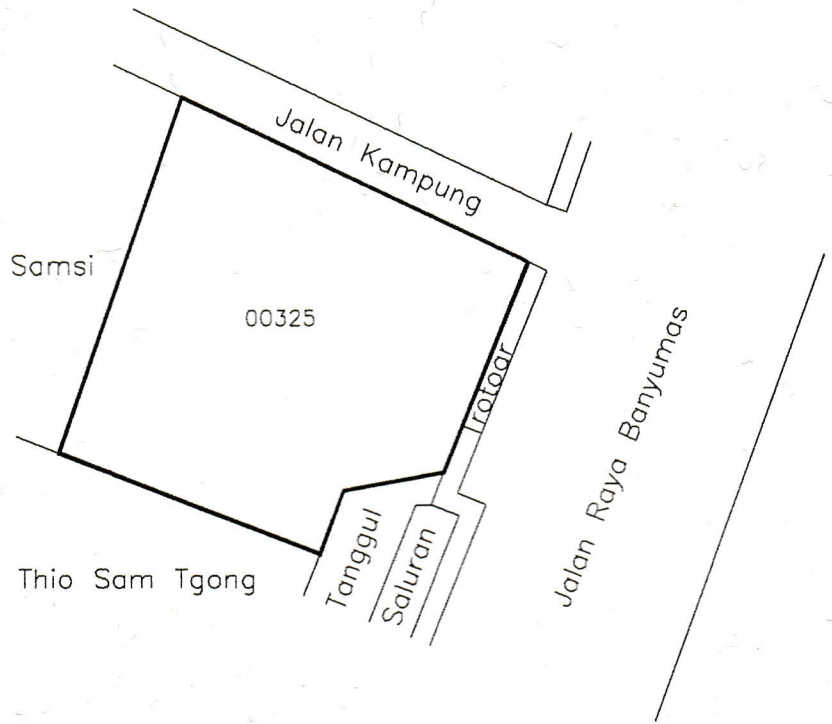 Jalan Kampung
Samsi
00325
Trotoar
Jalan Raya Banyumas
Tanggul
Saluran
Thio Sam Tgong